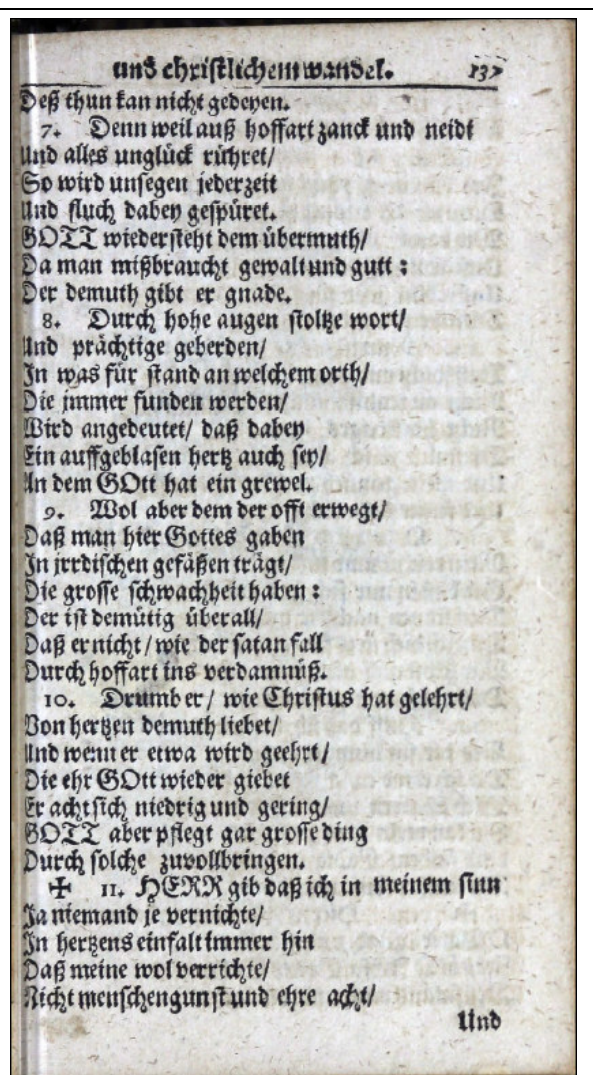 und christlichem wandel. 137
Deß thun kan nicht gedeyen.
7. Denn weil auß hoffart zanck und neidt
Und alles unglück rühret/
So wird unsegen jederzeit
Und fluch dabey gespüret.
GOTT wiedersteht dem übermuth/
Da man mißbraucht gewalt und gutt:
Der demuth gibt er gnade.
8. Durch hohe augen stoltze wort/
Und prächtige geberden/
In was für stand an welchem orth/
Die jmmer funden werden/
Wird angedeutet/ daß dabey
Ein auffgeblasen hertz auch sey/
An dem GOtt hat ein grewel.
9. Wol aber dem der offt erwegt/
Daß man hier Gottes gaben
In jrrdischen gefäßen trägt/
Die grosse schwachheit haben:
Der ist demütig überall/
Daß er nicht/ wie der satan fall
Durch hoffart ins verdamnüß.
10. Drumb er/ wie Christus hat gelehrt/
Von hertzen demuth liebet/
Und wenn er etwa wird geehrt/
Die ehr GOtt wieder giebet
Er acht sich niedrig und gering/
GOTT aber pflegt gar grosse ding
Durch solche zuvollbringen.
✠ 11. HERR gib daß ich in meinem sinn
Ja niemand je vernichte/
In hertzens einfalt immer hin
Daß meine wol verrichte/
Nicht menschengunst und ehre acht/
Und